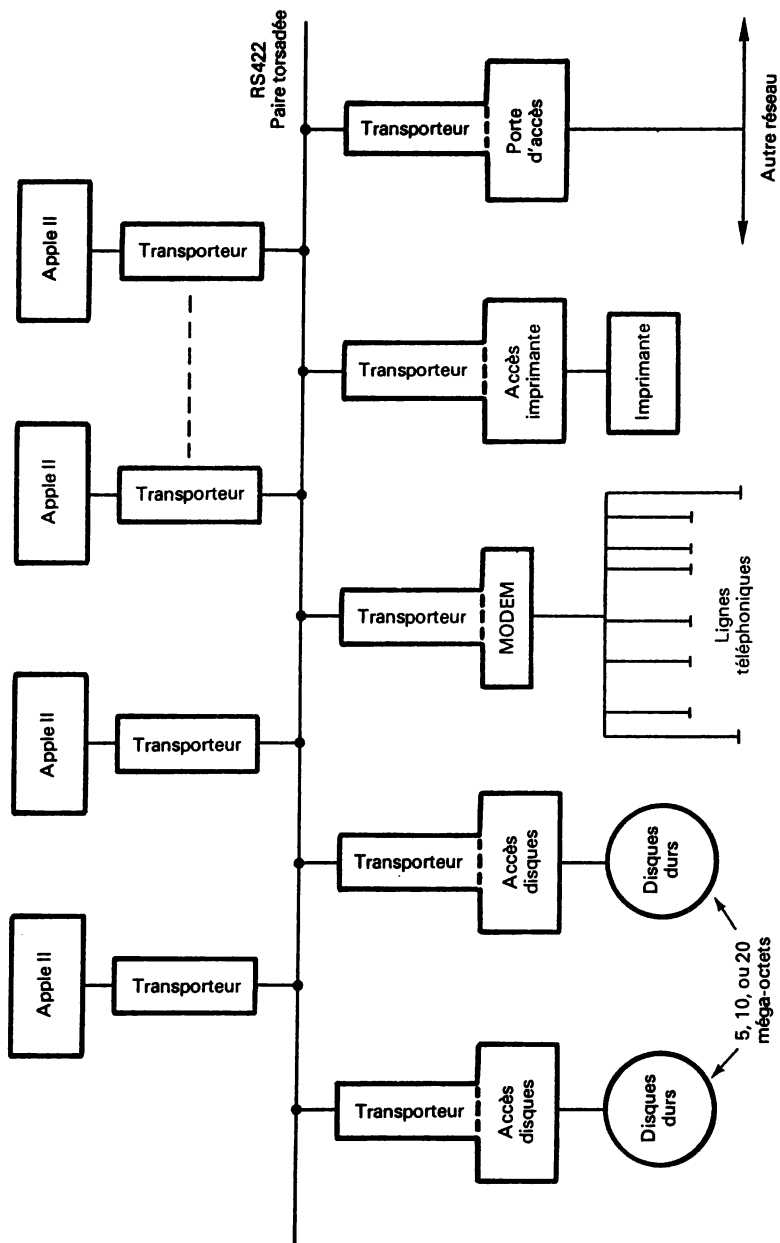 RS422
Paire torsadée
Apple II
Transporteur
Apple II
Transporteur
Apple II
Transporteur
Apple II
Transporteur
Transporteur
Porte
d'accès
Autre réseau
Transporteur
Accès
imprimante
Imprimante
Transporteur
MODEM
Lignes
téléphoniques
Transporteur
Accès
disques
Disques
durs
Transporteur
Accès
disques
Disques
durs
5, 10, ou 20
méga-octets